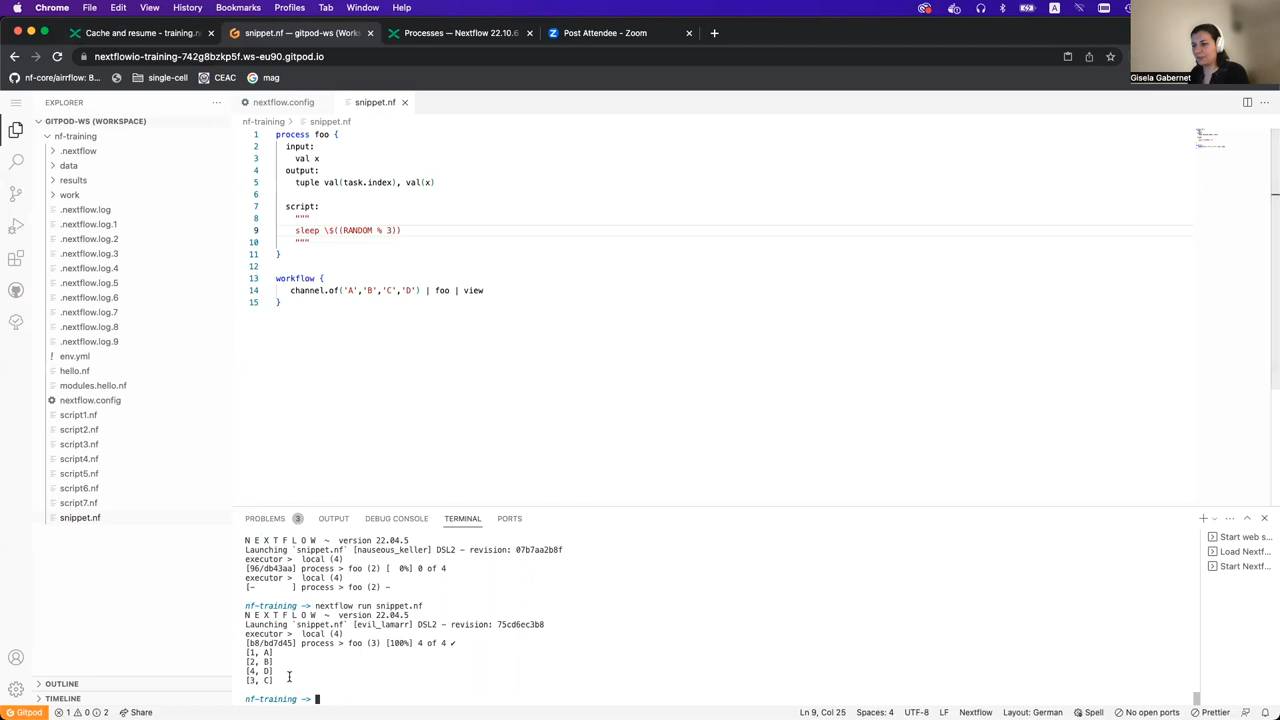 Chrome File Edit View History Bookmarks Profiles Tab Window Help
Cache and resume - training.n
snippet.nf - gitpod-ws (Works
Processes — Nextflow 22.10.6
Post Attendee - Zoom
nextflowio-training-742g8bzkp5f.ws-eu90.gitpod.io
nf-core/airrflow: B...
single-cell
CEAC
mag
Gisela Gabernet
EXPLORER
GITPOD-WS (WORKSPACE)
nf-training
.nextflow
data
results
work
.nextflow.log
.nextflow.log.1
.nextflow.log.2
.nextflow.log.3
.nextflow.log.4
.nextflow.log.5
.nextflow.log.6
.nextflow.log.7
.nextflow.log.8
.nextflow.log.9
env.yml
hello.nf
modules.hello.nf
nextflow.config
script1.nf
script2.nf
script3.nf
script4.nf
script5.nf
script6.nf
script7.nf
snippet.nf
OUTLINE
TIMELINE
nextflow.config
snippet.nf
nf-training > snippet.nf
1 process foo {
2 input:
3 val x
4 output:
5 tuple val(task.index), val(x)
6
7 script:
8 """
9 sleep \$((RANDOM % 3))
10 """
11 }
12
13 workflow {
14 channel.of('A','B','C','D') | foo | view
15 }
PROBLEMS 3 OUTPUT DEBUG CONSOLE TERMINAL PORTS
N E X T F L O W ~ version 22.04.5
Launching `snippet.nf` [nauseous_keller] DSL2 - revision: 07b7aa2b8f
executor > local (4)
[96/db43aa] process > foo (2) [ 0%] 0 of 4
executor > local (4)
[- ] process > foo (2) -
nf-training -> nextflow run snippet.nf
N E X T F L O W ~ version 22.04.5
Launching `snippet.nf` [evil_lamarr] DSL2 - revision: 75cd6ec3b8
executor > local (4)
[b8/bd7d45] process > foo (3) [100%] 4 of 4 ✔
[1, A]
[2, B]
[4, D]
[3, C]
nf-training ->
Start web s...
Load Nextf...
Start Nextf...
Gitpod
1 0 2
Share
Ln 9, Col 25
Spaces: 4
UTF-8
LF
Nextflow
Layout: German
Spell
No open ports
Prettier